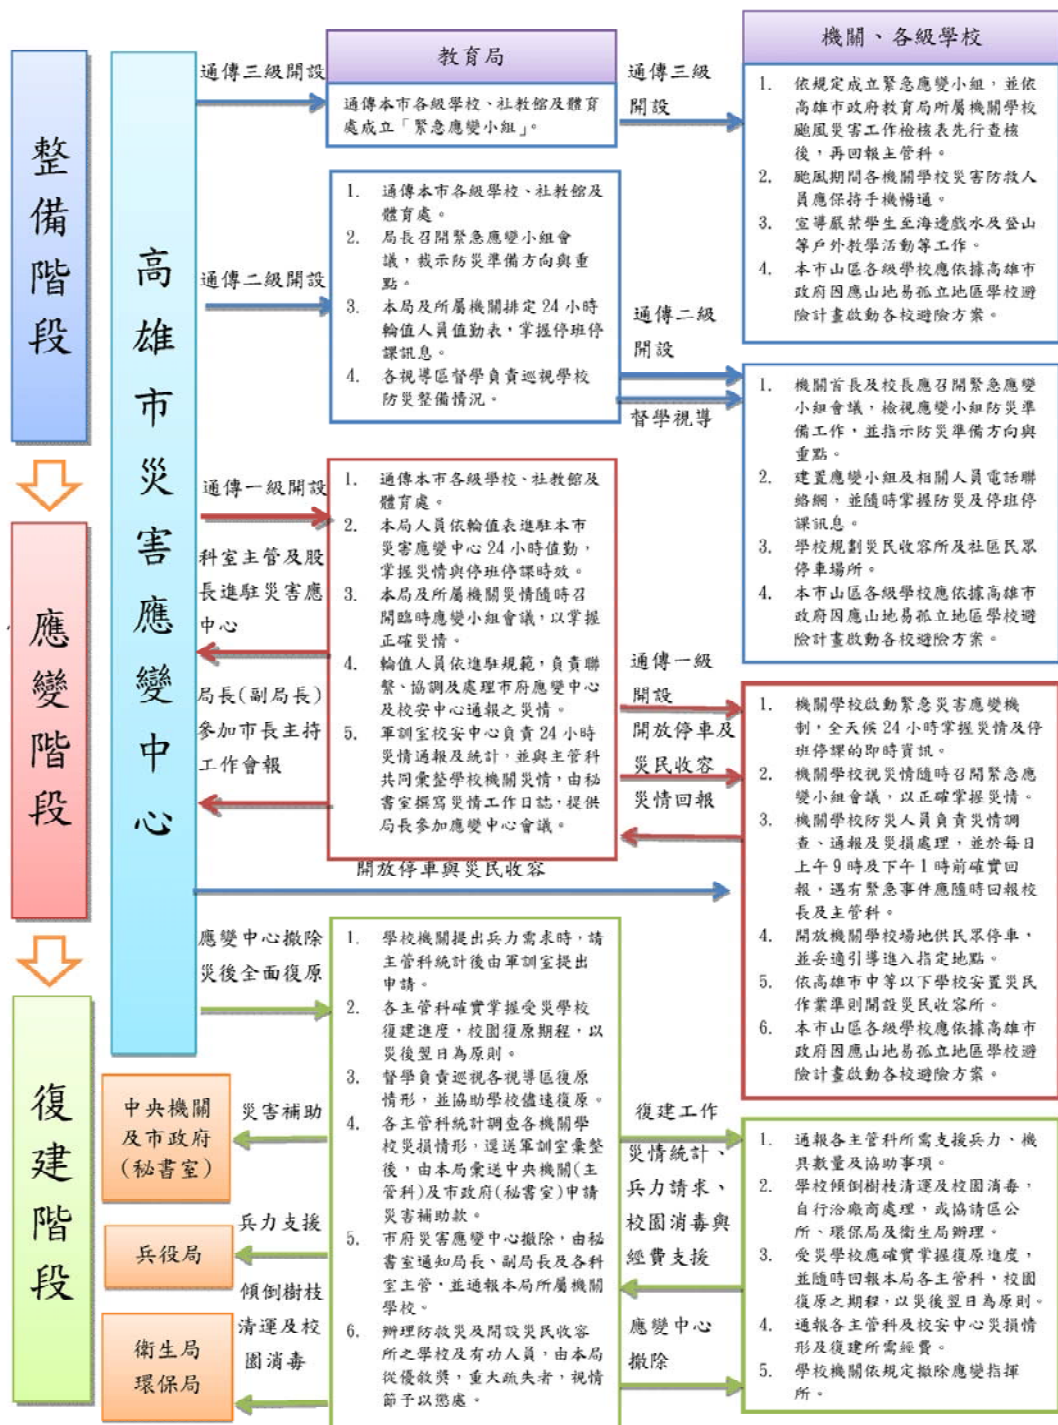 整備階段
應變階段
復建階段
高雄市災害應變中心
教育局
機關、各級學校
通傳三級開設
通傳本市各級學校、社教館及體育
處成立「緊急應變小組」。
通傳三級
開設
1. 依規定成立緊急應變小組，並依
高雄市政府教育局所屬機關學校
颱風災害工作檢核表先行查核
後，再回報主管科。
2. 颱風期間各機關學校災害防救人
員應保持手機暢通。
3. 宣導嚴禁學生至海邊戲水及登山
等戶外教學活動等工作。
4. 本市山區各級學校應依據高雄市
政府因應山地易孤立地區學校避
險計畫啟動各校避險方案。
通傳二級開設
1. 通傳本市各級學校、社教館及
體育處。
2. 局長召開緊急應變小組會
議，裁示防災準備方向與重
點。
3. 本局及所屬機關排定 24 小時
輪值人員值勤表，掌握停班停
課訊息。
4. 各視導區督學負責巡視學校
防災整備情況。
通傳二級
開設
督學視導
1. 機關首長及校長應召開緊急應變
小組會議，檢視應變小組防災準
備工作，並指示防災準備方向與
重點。
2. 建置應變小組及相關人員電話聯
絡網，並隨時掌握防災及停班停
課訊息。
3. 學校規劃災民收容所及社區民眾
停車場所。
4. 本市山區各級學校應依據高雄市
政府因應山地易孤立地區學校避
險計畫啟動各校避險方案。
通傳一級開設
科室主管及股
長進駐災害應
中心
局長(副局長)
參加市長主持
工作會報
1. 通傳本市各級學校、社教館及
體育處。
2. 本局人員依輪值表進駐本市
災害應變中心 24 小時值勤，
掌握災情與停班停課時效。
3. 本局及所屬機關災情隨時召
開臨時應變小組會議，以掌握
正確災情。
4. 輪值人員依進駐規範，負責聯
繫、協調及處理市府應變中心
及校安中心通報之災情。
5. 軍訓室校安中心負責 24 小時
災情通報及統計，並與主管科
共同彙整學校機關災情，由秘
書室撰寫災情工作日誌，提供
局長參加應變中心會議。
通傳一級
開設
開放停車及
災民收容
災情回報
1. 機關學校啟動緊急災害應變機
制，全天候 24 小時掌握災情及停
班停課的即時資訊。
2. 機關學校視災情隨時召開緊急應
變小組會議，以正確掌握災情。
3. 機關學校防災人員負責災情調
查、通報及災損處理，並於每日
上午 9 時及下午 1 時前確實回
報，遇有緊急事件應隨時回報校
長及主管科。
4. 開放機關學校場地供民眾停車，
並妥適引導進入指定地點。
5. 依高雄市中等以下學校安置災民
作業準則開設災民收容所。
6. 本市山區各級學校應依據高雄市
政府因應山地易孤立地區學校避
險計畫啟動各校避險方案。
開放停車與災民收容
應變中心撤除
災後全面復原
1. 學校機關提出兵力需求時，請
主管科統計後由軍訓室提出
申請。
2. 各主管科確實掌握受災學校
復建進度，校園復原期程，以
災後翌日為原則。
3. 督學負責巡視各視導區復原
情形，並協助學校儘速復原。
4. 各主管科統計調查各機關學
校災損情形，逕送軍訓室彙整
後，由本局彙送中央機關(主
管科)及市政府(秘書室)申請
災害補助款。
5. 市府災害應變中心撤除，由秘
書室通知局長、副局長及各科
室主管，並通報本局所屬機關
學校。
6. 辦理防救災及開設災民收容
所之學校及有功人員，由本局
從優敘獎，重大疏失者，視情
節予以懲處。
中央機關
及市政府
(秘書室)
災害補助
兵役局
兵力支援
衛生局
環保局
傾倒樹枝
清運及校
園消毒
復建工作
災情統計、
兵力請求、
校園消毒與
經費支援
應變中心
撤除
1. 通報各主管科所需支援兵力、機
具數量及協助事項。
2. 學校傾倒樹枝清運及校園消毒，
自行洽廠商處理，或協請區公
所、環保局及衛生局辦理。
3. 受災學校應確實掌握復原進度，
並隨時回報本局各主管科，校園
復原之期程，以災後翌日為原則。
4. 通報各主管科及校安中心災損情
形及復建所需經費。
5. 學校機關依規定撤除應變指揮
所。